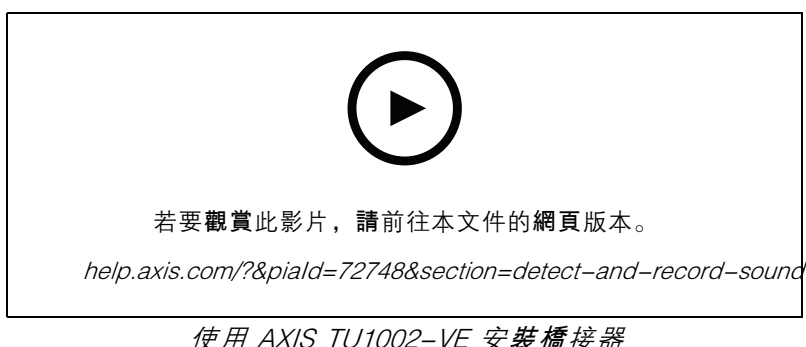 若要觀賞此影片，請前往本文件的網頁版本。
help.axis.com/?&piaId=72748&section=detect-and-record-sound
使用 AXIS TU1002-VE 安裝橋接器